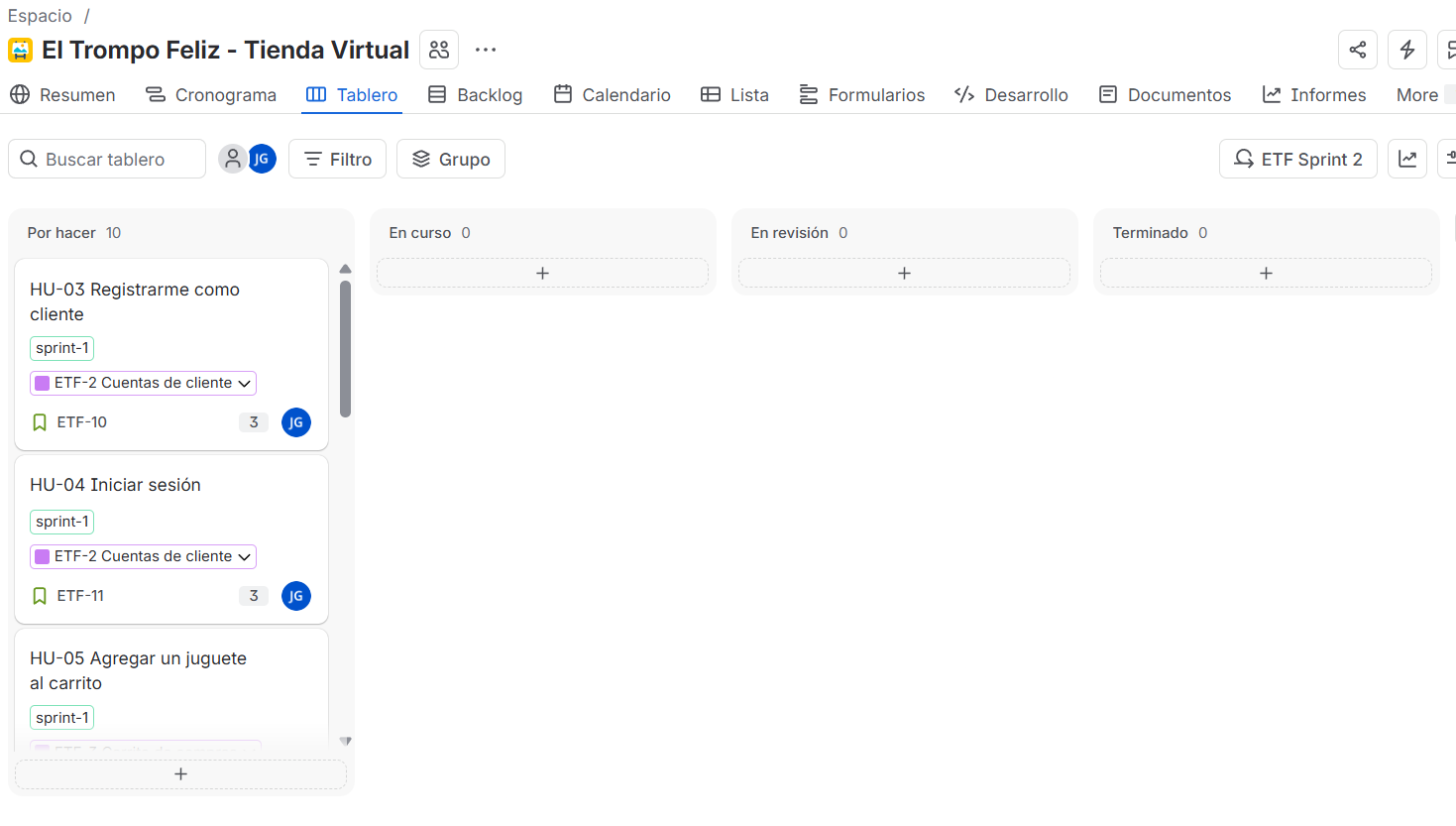 Espacio /
El Trompo Feliz - Tienda Virtual
Resumen Cronograma Tablero Backlog Calendario Lista Formularios Desarrollo Documentos Informes More
Buscar tablero JG Filtro Grupo ETF Sprint 2
Por hacer 10
HU-03 Registrarme como
cliente
sprint-1
ETF-2 Cuentas de cliente
ETF-10 3 JG
HU-04 Iniciar sesión
sprint-1
ETF-2 Cuentas de cliente
ETF-11 3 JG
HU-05 Agregar un juguete
al carrito
sprint-1
+
En curso 0
+
En revisión 0
+
Terminado 0
+